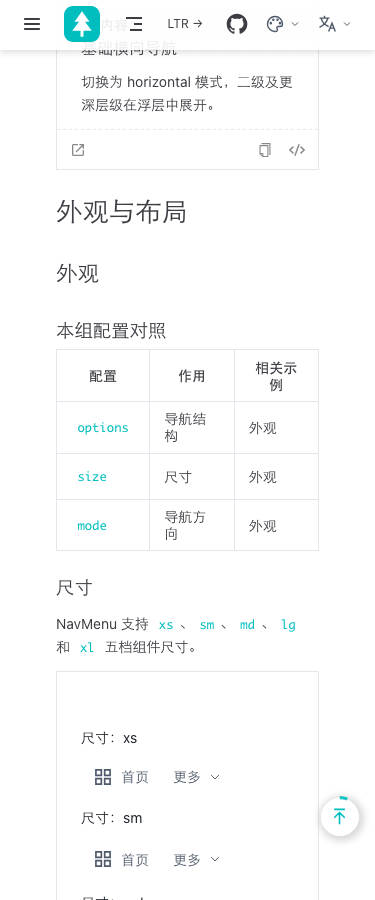 LTR
基础横向导航
切换为 horizontal 模式，二级及更
深层级在浮层中展开。
外观与布局
外观
本组配置对照
配置 作用 相关示
例
options 导航结
构 外观
size 尺寸 外观
mode 导航方
向 外观
尺寸
NavMenu 支持 xs 、 sm 、 md 、 lg
和 xl 五档组件尺寸。
尺寸：xs
首页 更多
尺寸：sm
首页 更多